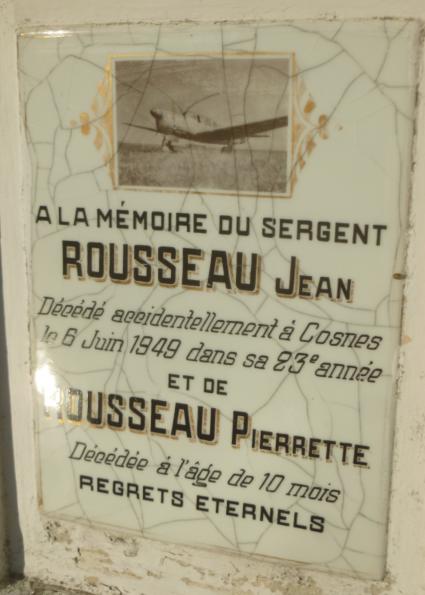 A LA MÉMOIRE DU SERGENT
ROUSSEAU JEAN
Décédé accidentellement à Cosnes
le 6 Juin 1949 dans sa 23e année
ET DE
ROUSSEAU PIERRETTE
Décédée à l'âge de 10 mois
REGRETS ETERNELS